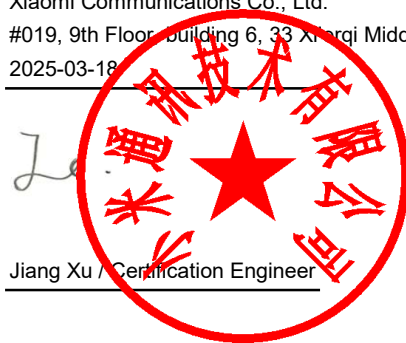 Xiaomi Communications Co., Ltd.
#019, 9th Floor, building 6, 33 Xierqi Midd
2025-03-18
小米通讯技术有限公司
Jiang Xu / Certification Engineer